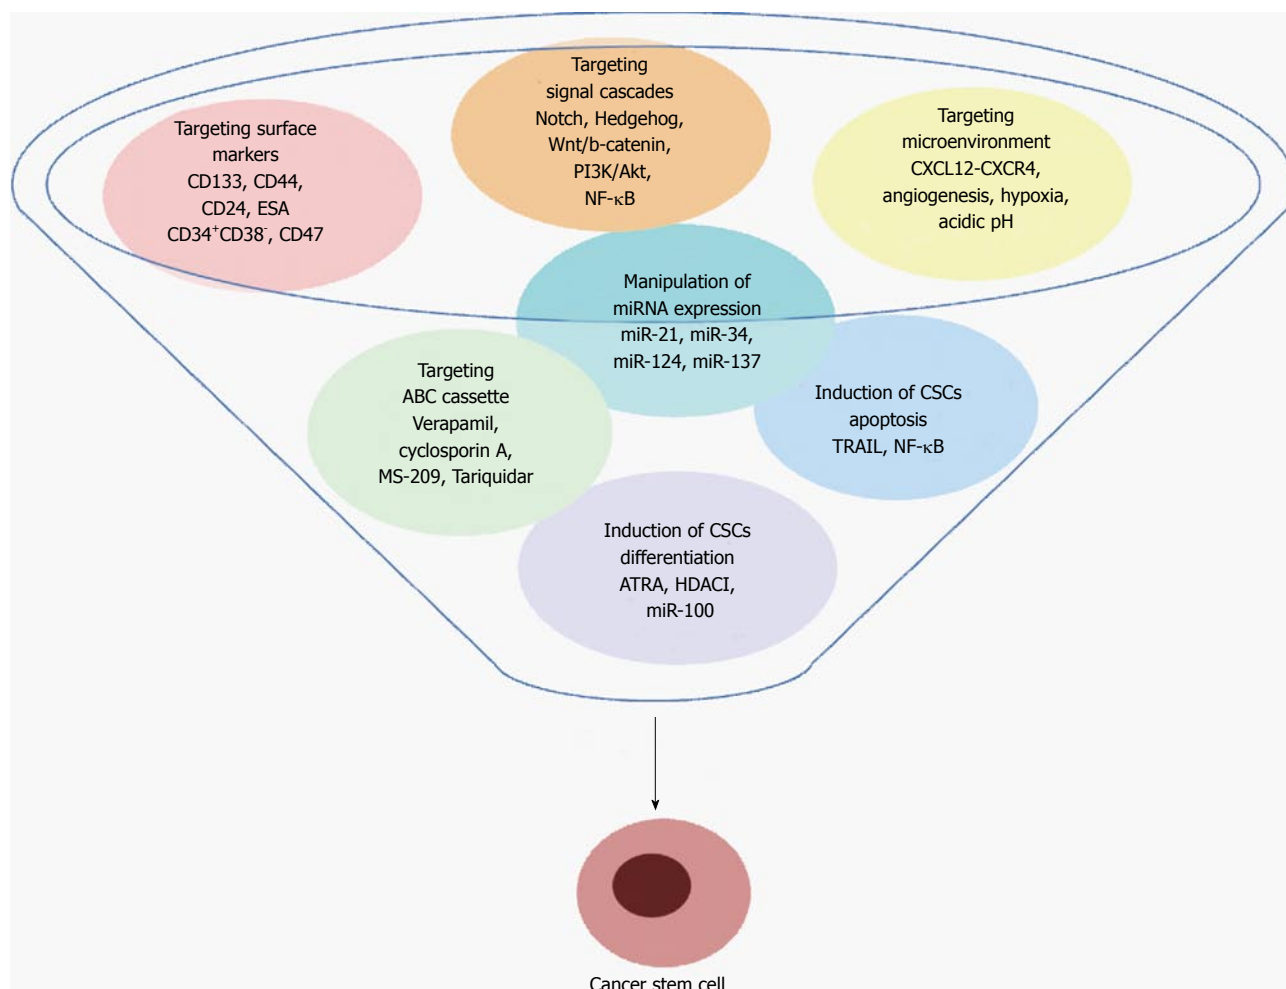 Targeting
signal cascades
Notch, Hedgehog,
Wnt/b-catenin,
PI3K/Akt,
NF-κB
Targeting surface
markers
CD133, CD44,
CD24, ESA
CD34⁺CD38⁻, CD47
Targeting
microenvironment
CXCL12-CXCR4,
angiogenesis, hypoxia,
acidic pH
Manipulation of
miRNA expression
miR-21, miR-34,
miR-124, miR-137
Targeting
ABC cassette
Verapamil,
cyclosporin A,
MS-209, Tariquidar
Induction of CSCs
apoptosis
TRAIL, NF-κB
Induction of CSCs
differentiation
ATRA, HDACI,
miR-100
Cancer stem cell